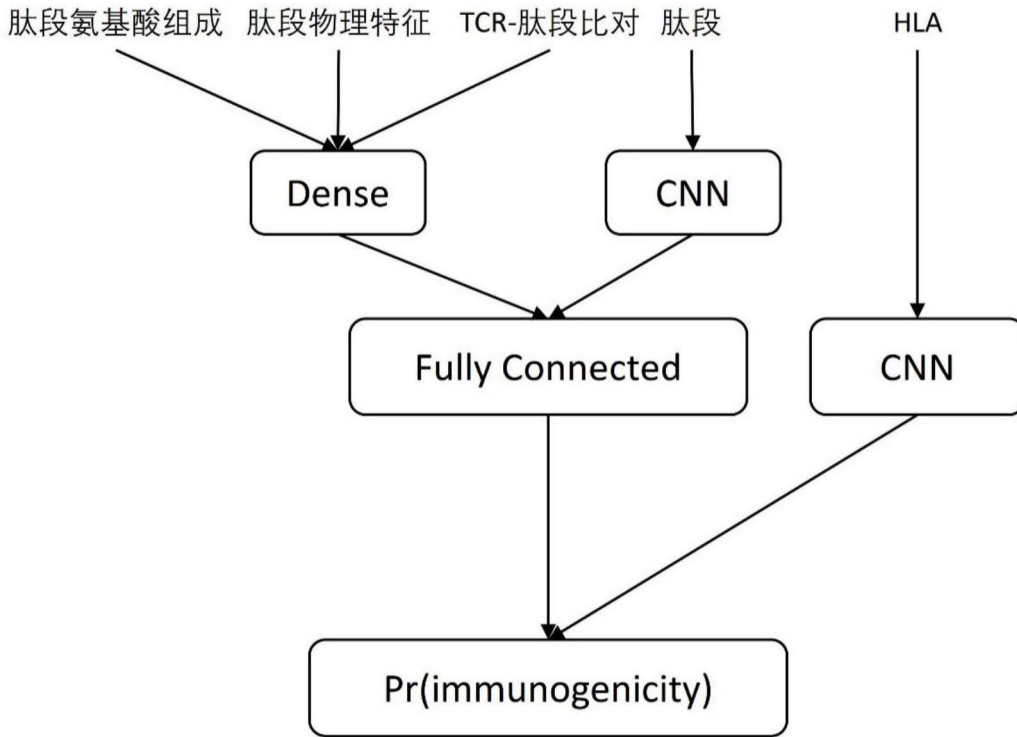 肽段氨基酸组成 肽段物理特征 TCR-肽段比对 肽段 HLA
Dense CNN
Fully Connected CNN
Pr(immunogenicity)